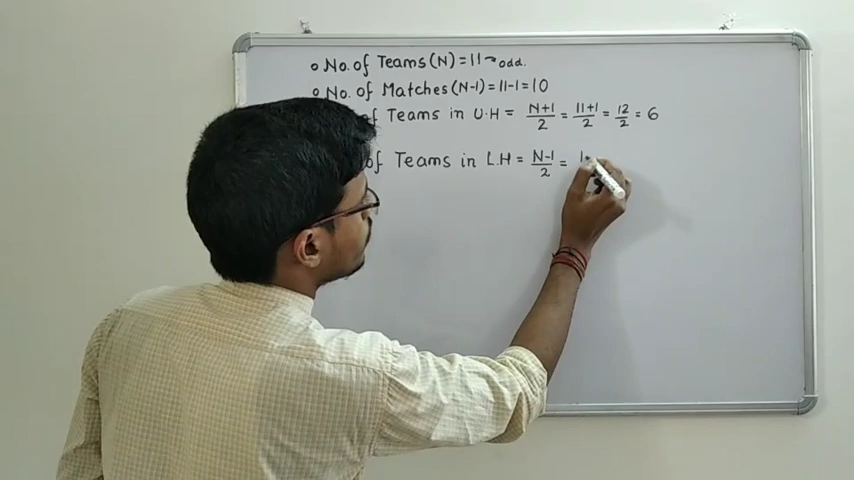 o No. of Teams (N) = 11 → odd.
o No. of Matches (N-1) = 11-1 = 10
of Teams in U.H = N+1/2 = 11+1/2 = 12/2 = 6
of Teams in L.H = N-1/2 = 1